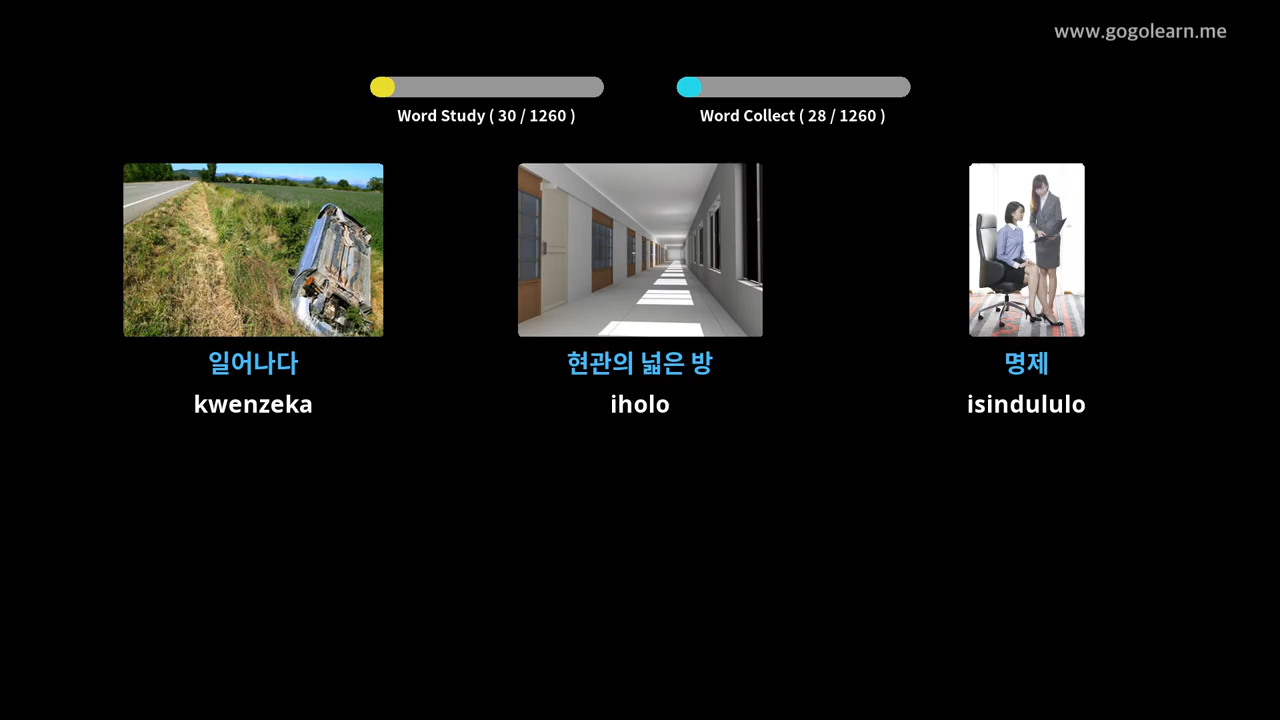 www.gogolearn.me
Word Study ( 30 / 1260 )
Word Collect ( 28 / 1260 )
일어나다
현관의 넓은 방
명제
kwenzeka
iholo
isindululo